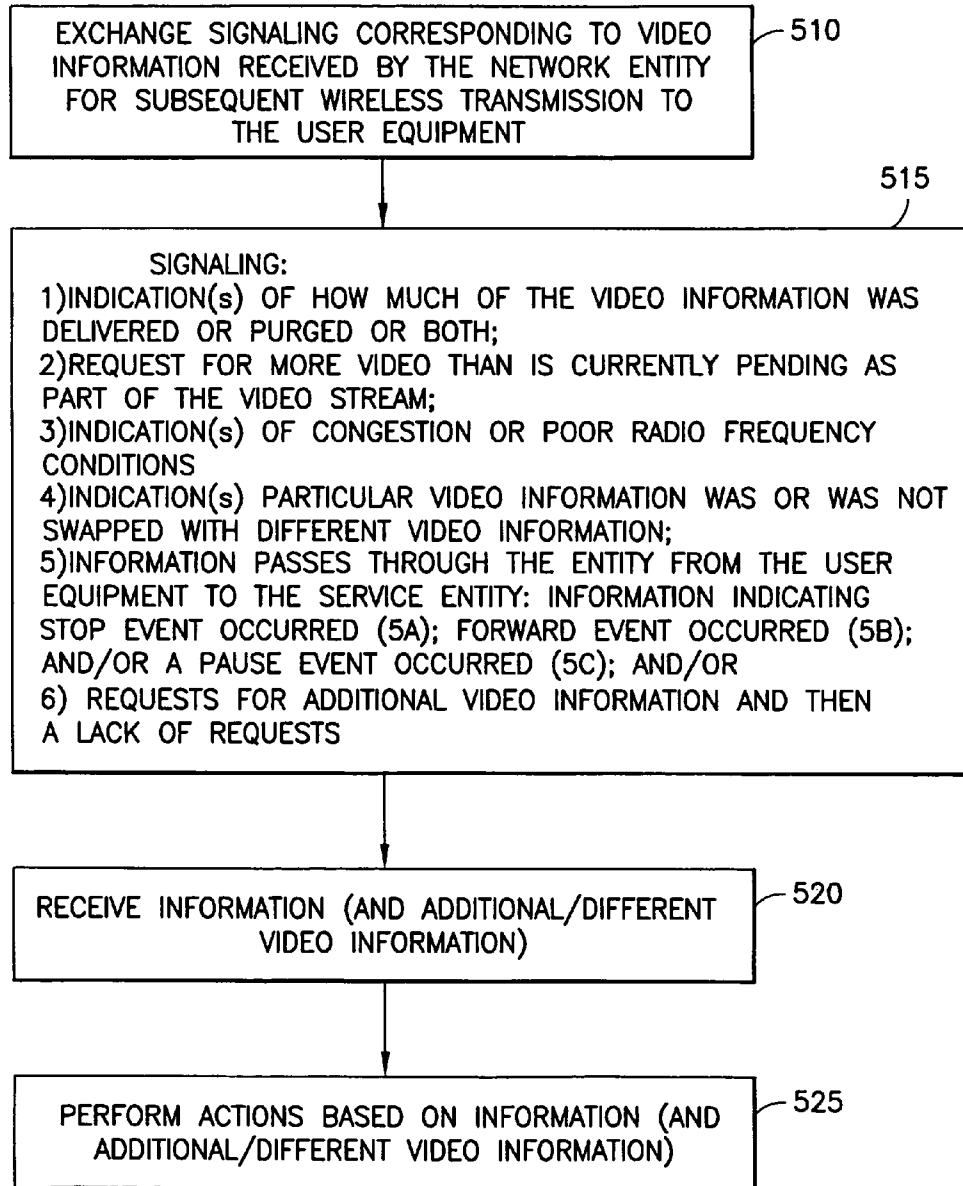 EXCHANGE SIGNALING CORRESPONDING TO VIDEO
INFORMATION RECEIVED BY THE NETWORK ENTITY
FOR SUBSEQUENT WIRELESS TRANSMISSION TO
THE USER EQUIPMENT
510
515
SIGNALING:
1)INDICATION(s) OF HOW MUCH OF THE VIDEO INFORMATION WAS
DELIVERED OR PURGED OR BOTH;
2)REQUEST FOR MORE VIDEO THAN IS CURRENTLY PENDING AS
PART OF THE VIDEO STREAM;
3)INDICATION(s) OF CONGESTION OR POOR RADIO FREQUENCY
CONDITIONS
4)INDICATION(s) PARTICULAR VIDEO INFORMATION WAS OR WAS NOT
SWAPPED WITH DIFFERENT VIDEO INFORMATION;
5)INFORMATION PASSES THROUGH THE ENTITY FROM THE USER
EQUIPMENT TO THE SERVICE ENTITY: INFORMATION INDICATING
STOP EVENT OCCURRED (5A); FORWARD EVENT OCCURRED (5B);
AND/OR A PAUSE EVENT OCCURRED (5C); AND/OR
6) REQUESTS FOR ADDITIONAL VIDEO INFORMATION AND THEN
A LACK OF REQUESTS
RECEIVE INFORMATION (AND ADDITIONAL/DIFFERENT
VIDEO INFORMATION)
520
PERFORM ACTIONS BASED ON INFORMATION (AND
ADDITIONAL/DIFFERENT VIDEO INFORMATION)
525